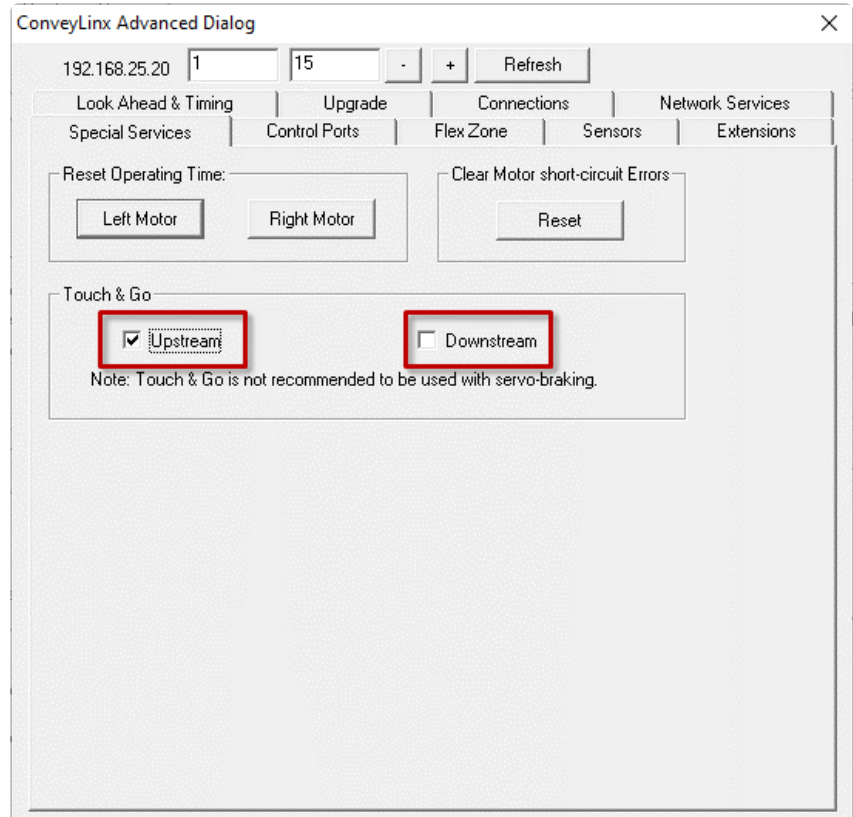 ConveyLinx Advanced Dialog
192.168.25.20 1 15 - + Refresh
Look Ahead & Timing Upgrade Connections Network Services
Special Services Control Ports Flex Zone Sensors Extensions
Reset Operating Time: Clear Motor short-circuit Errors
Left Motor Right Motor Reset
Touch & Go
Upstream Downstream
Note: Touch & Go is not recommended to be used with servo-braking.